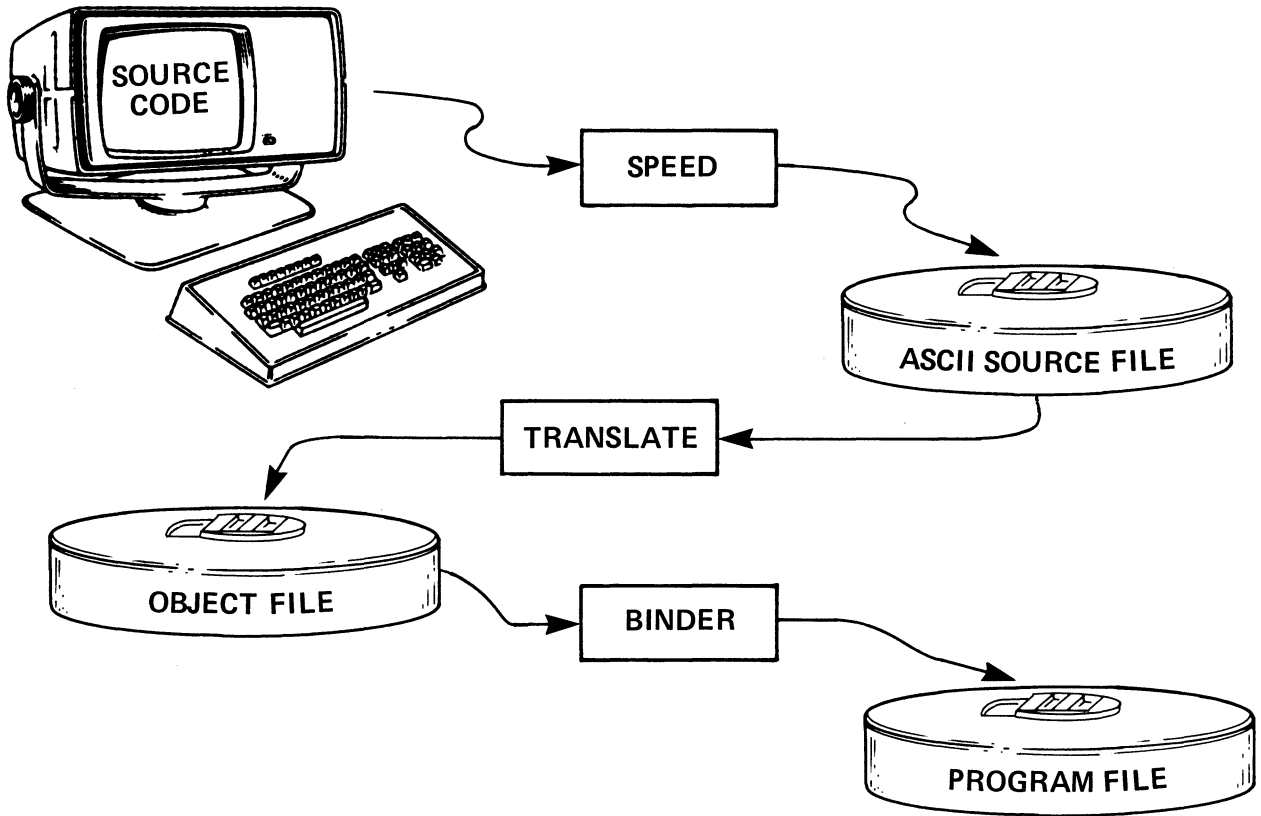 SOURCE
CODE
SPEED
ASCII SOURCE FILE
TRANSLATE
OBJECT FILE
BINDER
PROGRAM FILE